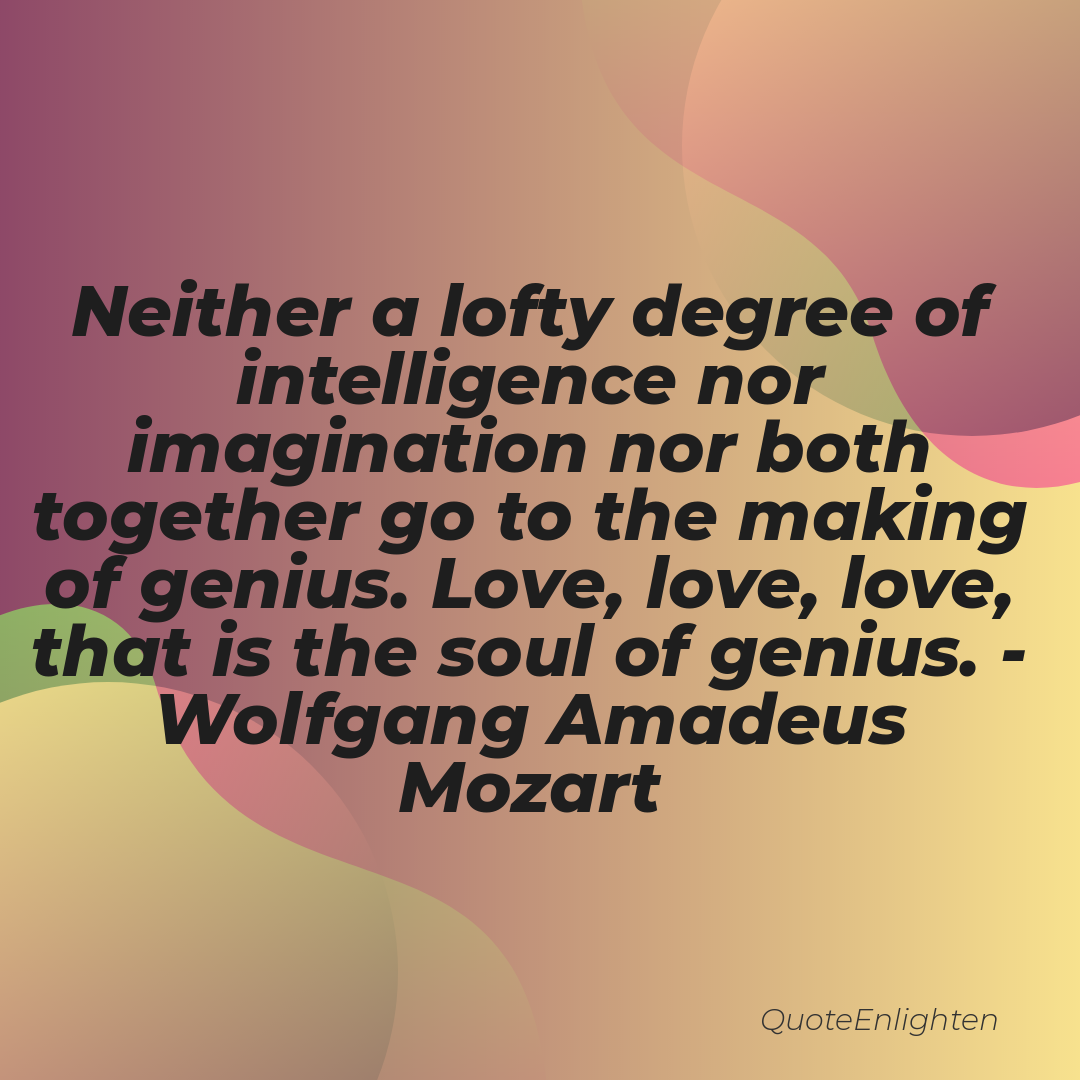 Neither a lofty degree of
intelligence nor
imagination nor both
together go to the making
of genius. Love, love, love,
that is the soul of genius. -
Wolfgang Amadeus
Mozart
QuoteEnlighten